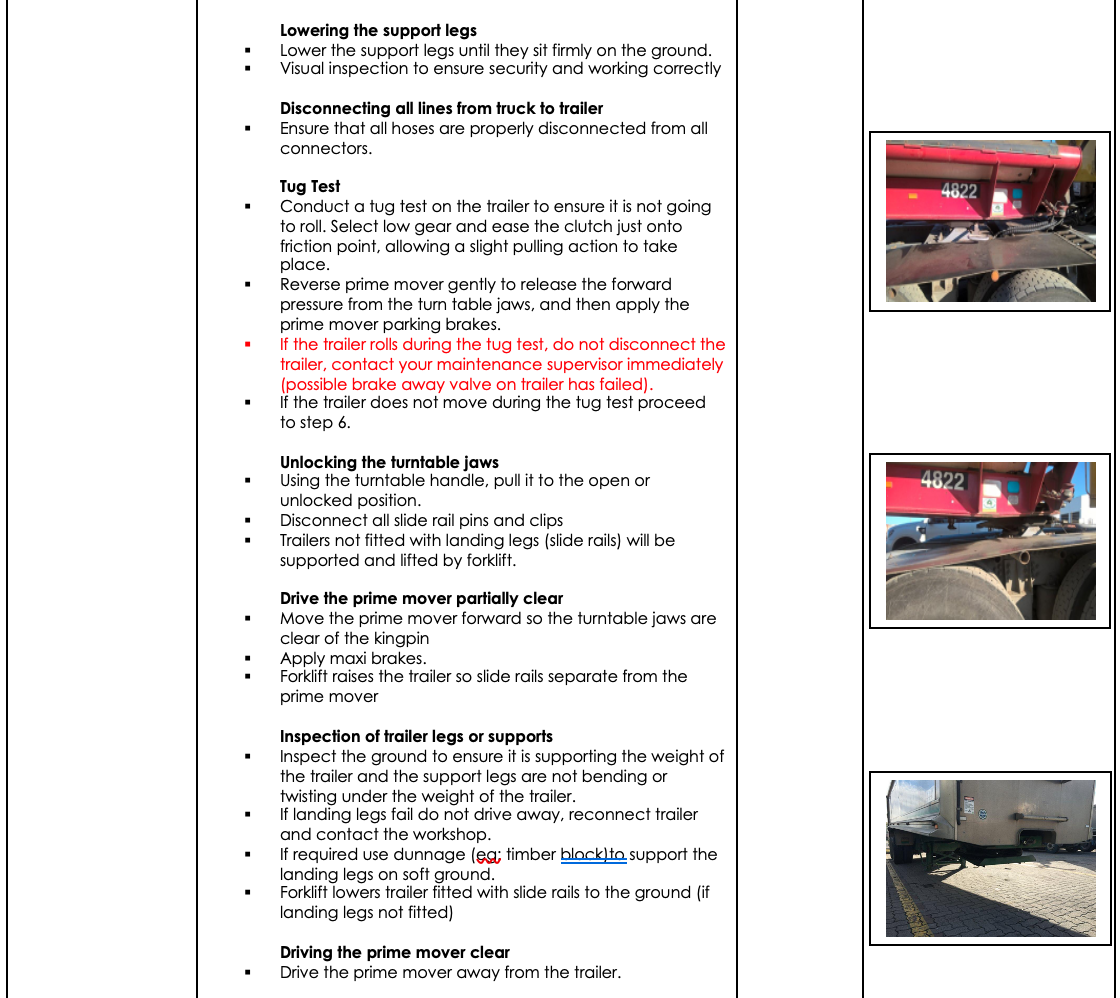 Lowering the support legs
▪ Lower the support legs until they sit firmly on the ground.
▪ Visual inspection to ensure security and working correctly
Disconnecting all lines from truck to trailer
▪ Ensure that all hoses are properly disconnected from all
connectors.
Tug Test
▪ Conduct a tug test on the trailer to ensure it is not going
to roll. Select low gear and ease the clutch just onto
friction point, allowing a slight pulling action to take
place.
▪ Reverse prime mover gently to release the forward
pressure from the turn table jaws, and then apply the
prime mover parking brakes.
▪ If the trailer rolls during the tug test, do not disconnect the
trailer, contact your maintenance supervisor immediately
(possible brake away valve on trailer has failed).
▪ If the trailer does not move during the tug test proceed
to step 6.
Unlocking the turntable jaws
▪ Using the turntable handle, pull it to the open or
unlocked position.
▪ Disconnect all slide rail pins and clips
▪ Trailers not fitted with landing legs (slide rails) will be
supported and lifted by forklift.
Drive the prime mover partially clear
▪ Move the prime mover forward so the turntable jaws are
clear of the kingpin
▪ Apply maxi brakes.
▪ Forklift raises the trailer so slide rails separate from the
prime mover
Inspection of trailer legs or supports
▪ Inspect the ground to ensure it is supporting the weight of
the trailer and the support legs are not bending or
twisting under the weight of the trailer.
▪ If landing legs fail do not drive away, reconnect trailer
and contact the workshop.
▪ If required use dunnage (eg; timber block)to support the
landing legs on soft ground.
▪ Forklift lowers trailer fitted with slide rails to the ground (if
landing legs not fitted)
Driving the prime mover clear
▪ Drive the prime mover away from the trailer.
4822
4822